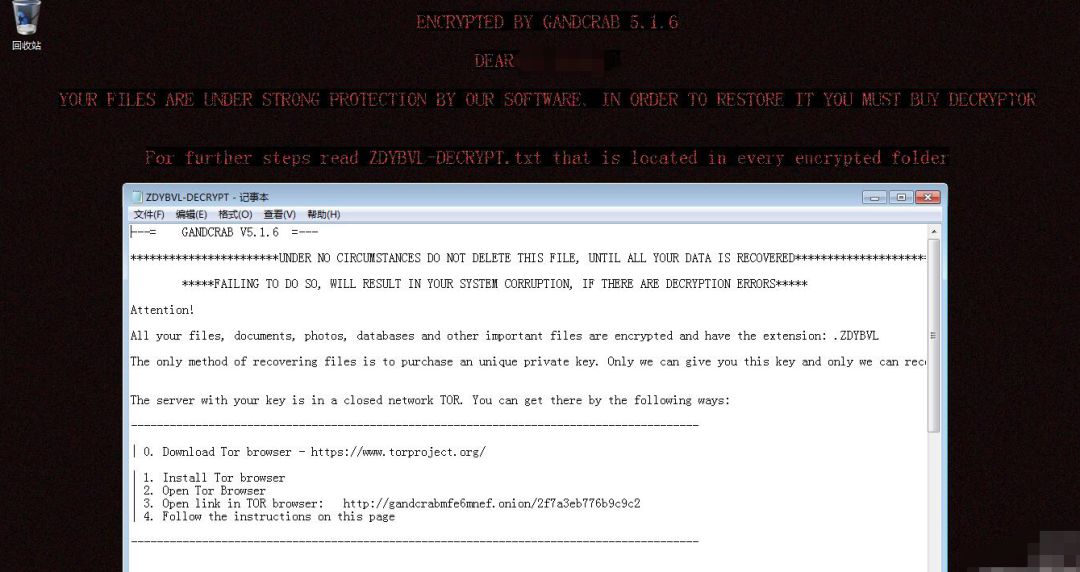 回收站
ENCRYPTED BY GANDCRAB 5.1.6
DEAR
YOUR FILES ARE UNDER STRONG PROTECTION BY OUR SOFTWARE. IN ORDER TO RESTORE IT YOU MUST BUY DECRYPTOR
For further steps read ZDYBVL-DECRYPT.txt that is located in every encrypted folder
ZDYBVL-DECRYPT - 记事本
文件(F) 编辑(E) 格式(O) 查看(V) 帮助(H)
---= GANDCRAB V5.1.6 =---
***********************UNDER NO CIRCUMSTANCES DO NOT DELETE THIS FILE, UNTIL ALL YOUR DATA IS RECOVERED*********************
*****FAILING TO DO SO, WILL RESULT IN YOUR SYSTEM CORRUPTION, IF THERE ARE DECRYPTION ERRORS*****
Attention!
All your files, documents, photos, databases and other important files are encrypted and have the extension: .ZDYBVL
The only method of recovering files is to purchase an unique private key. Only we can give you this key and only we can
The server with your key is in a closed network TOR. You can get there by the following ways:
----------------------------------------------------------------------------------------
| 0. Download Tor browser - https://www.torproject.org/
| 1. Install Tor browser
| 2. Open Tor Browser
| 3. Open link in TOR browser: http://gandcrabmfe6mnef.onion/2f7a3eb776b9c9c2
| 4. Follow the instructions on this page
----------------------------------------------------------------------------------------